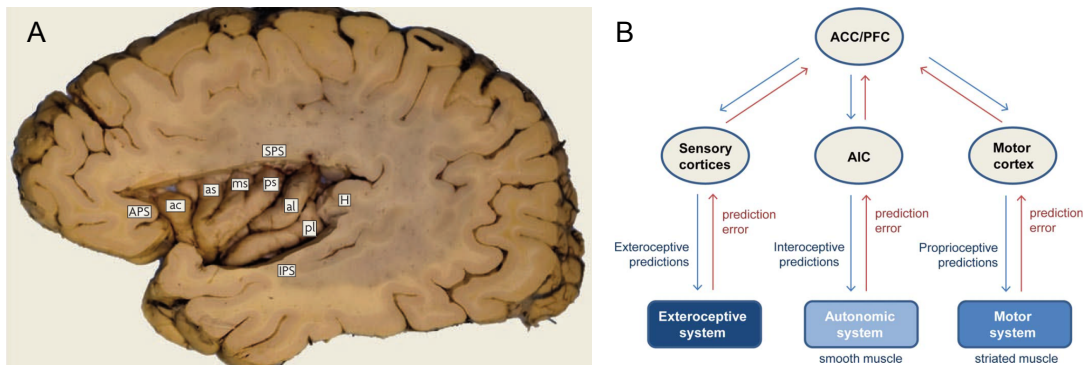 A
SPS
as
ms
ps
APS
ac
al
H
pl
IPS
B
ACC/PFC
Sensory
cortices
AIC
Motor
cortex
prediction
error
prediction
error
prediction
error
Exteroceptive
predictions
Interoceptive
predictions
Proprioceptive
predictions
Exteroceptive
system
Autonomic
system
Motor
system
smooth muscle
striated muscle